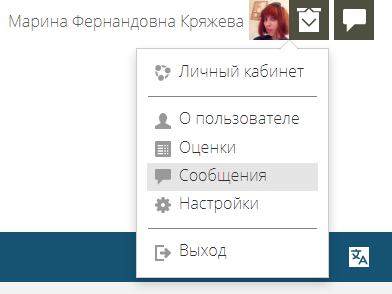 Марина Фернандовна Кряжева
Личный кабинет
О пользователе
Оценки
Сообщения
Настройки
Выход